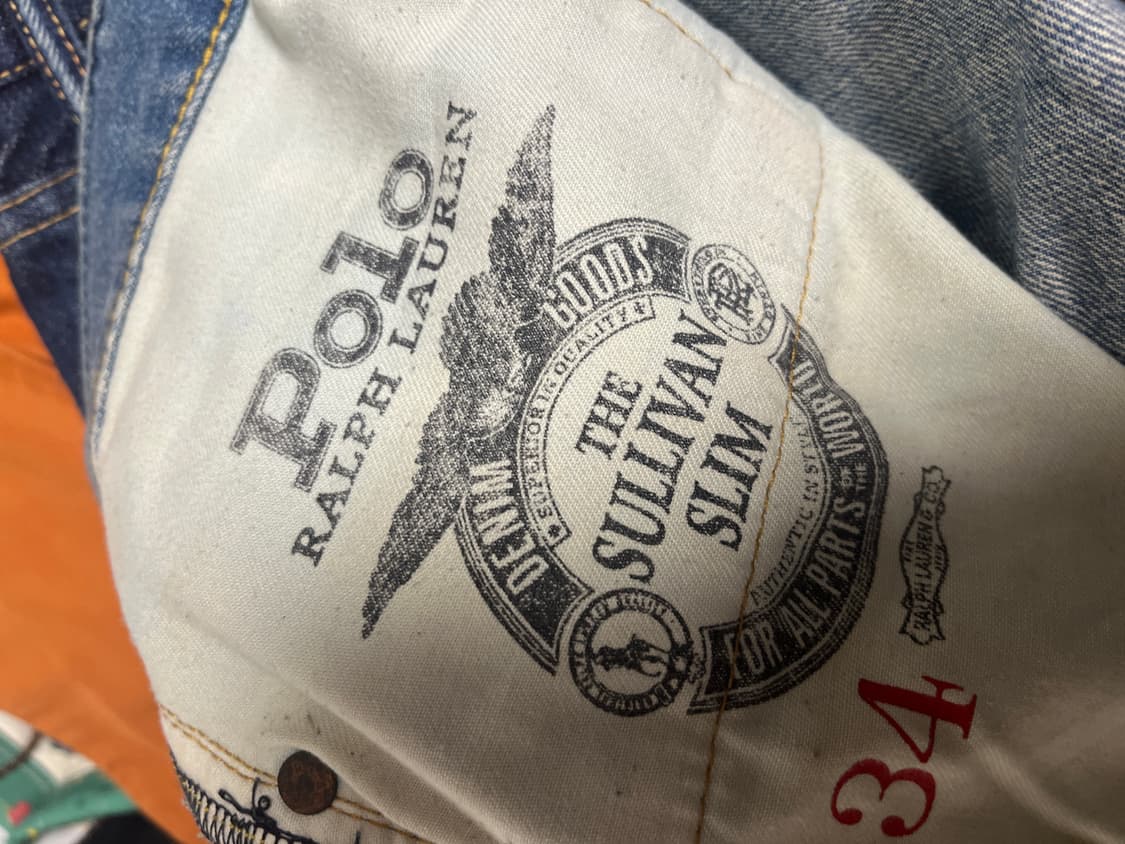 Polo
RALPH LAUREN
DENIM GOODS
SUPERIOR IN QUALITY
THE
SULLIVAN
SLIM
AUTHENTIC IN STYLE
FOR ALL PARTS OF THE WORLD
RALPH LAUREN & CO.
34